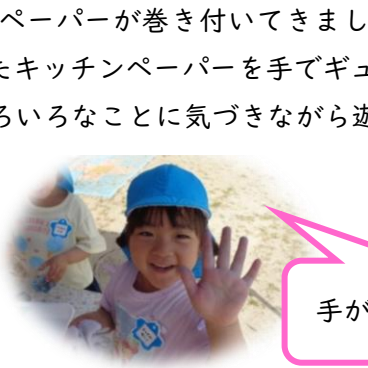 ペーパーが巻き付いてきまし
たキッチンペーパーを手でギュ
ろいろなことに気づきながら遊
手が